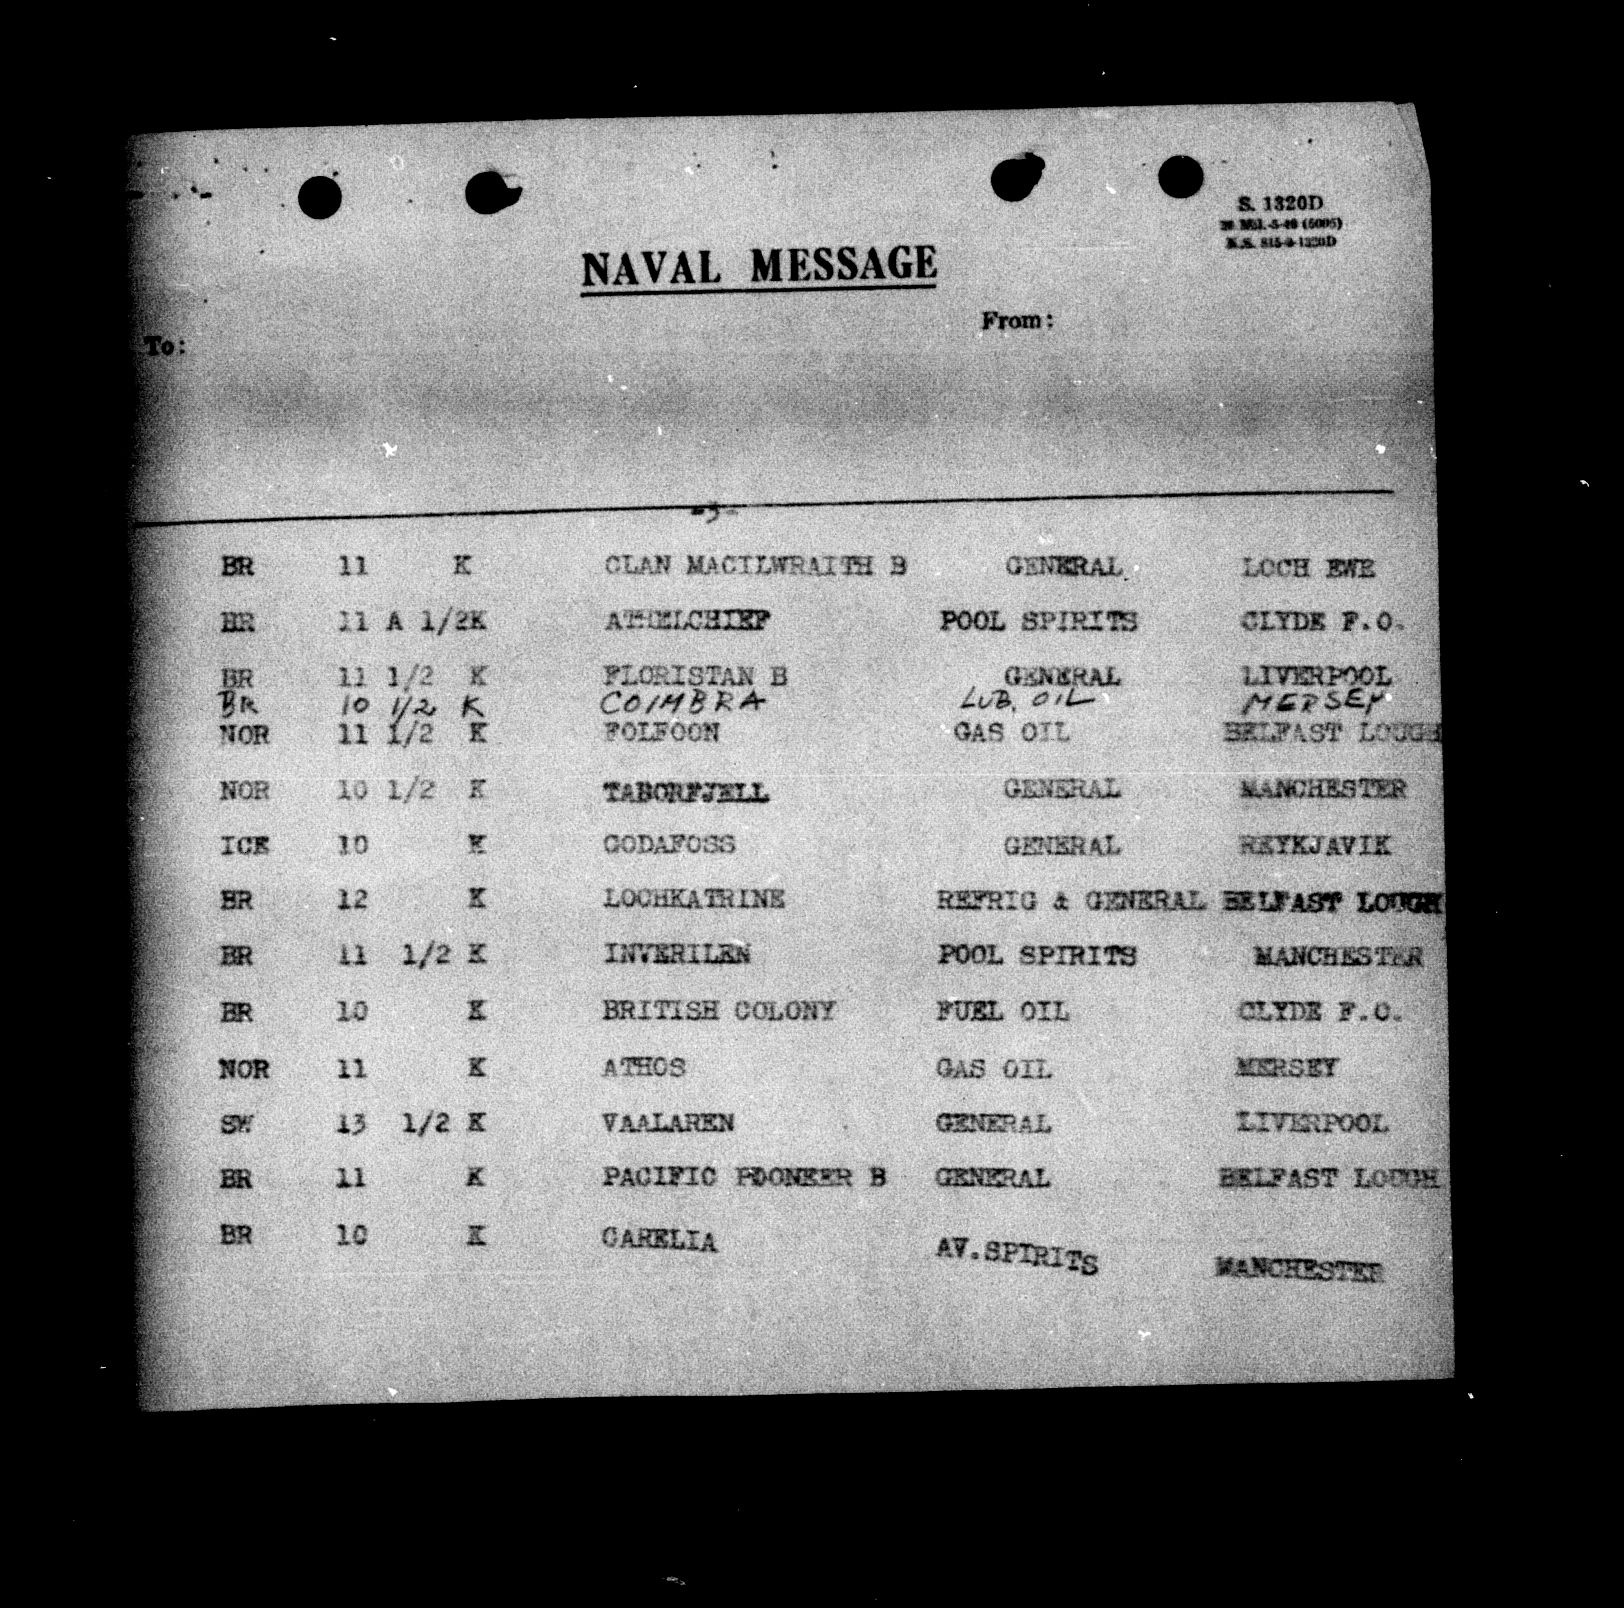 S. 1320D
N.S. 815-9-1320D
NAVAL MESSAGE
From:
To:
-3-
BR 11 K CLAN MACILWRAITH B GENERAL LOCH EWE
BR 11 A 1/2K ATHELCHIEF POOL SPIRITS CLYDE F.O.
BR 11 1/2 K FLORISTAN B GENERAL LIVERPOOL
BR 10 1/2 K COIMBRA LUB. OIL MERSEY
NOR 11 1/2 K FOLFOON GAS OIL BELFAST LOUGH
NOR 10 1/2 K TABORFJELL GENERAL MANCHESTER
ICE 10 K GODAFOSS GENERAL REYKJAVIK
BR 12 K LOCHKATRINE REFRIG & GENERAL BELFAST LOUGH
BR 11 1/2 K INVERILEN POOL SPIRITS MANCHESTER
BR 10 K BRITISH COLONY FUEL OIL CLYDE F.O.
NOR 11 K ATHOS GAS OIL MERSEY
SW 13 1/2 K VAALAREN GENERAL LIVERPOOL
BR 11 K PACIFIC PDONEER B GENERAL BELFAST LOUGH
BR 10 K CARELIA AV.SPIRITS MANCHESTER